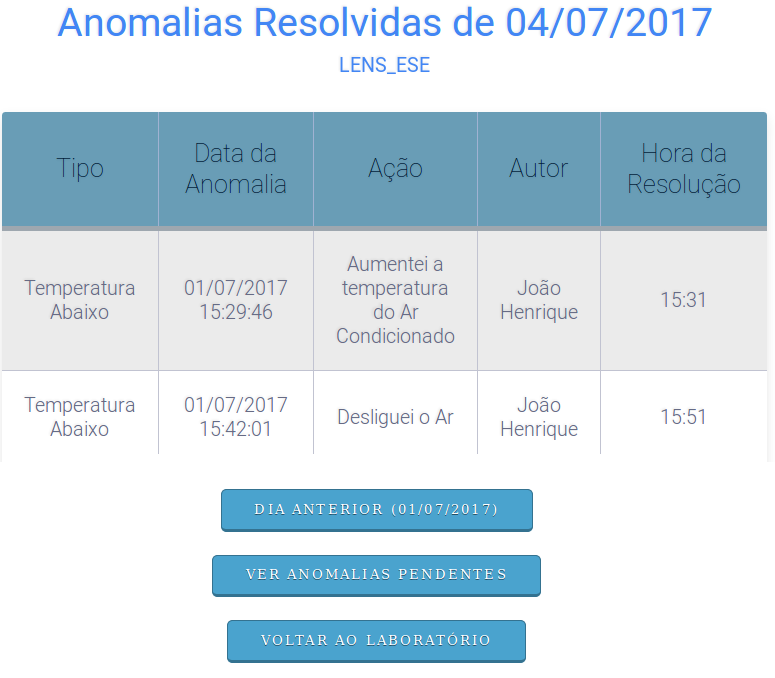 Anomalias Resolvidas de 04/07/2017
LENS_ESE
Tipo
Data da
Anomalia
Ação
Autor
Hora da
Resolução
Temperatura
Abaixo
01/07/2017
15:29:46
Aumentei a
temperatura
do Ar
Condicionado
João
Henrique
15:31
Temperatura
Abaixo
01/07/2017
15:42:01
Desliguei o Ar
João
Henrique
15:51
DIA ANTERIOR (01/07/2017)
VER ANOMALIAS PENDENTES
VOLTAR AO LABORATÓRIO